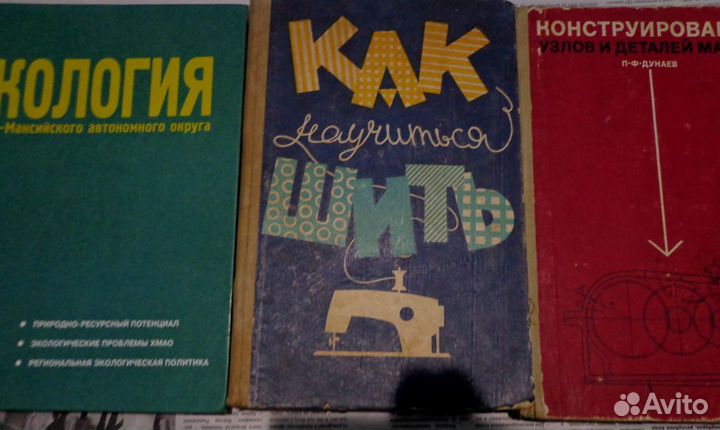 КОЛОГИЯ
-Мансийского автономного округа
ПРИРОДНО-РЕСУРСНЫЙ ПОТЕНЦИАЛ
ЭКОЛОГИЧЕСКИЕ ПРОБЛЕМЫ ХМАО
РЕГИОНАЛЬНАЯ ЭКОЛОГИЧЕСКАЯ ПОЛИТИКА
КАК
научиться
ШИТЬ
КОНСТРУИРОВАН
УЗЛОВ И ДЕТАЛЕЙ МА
П·Ф·ДУНАЕВ
Avito